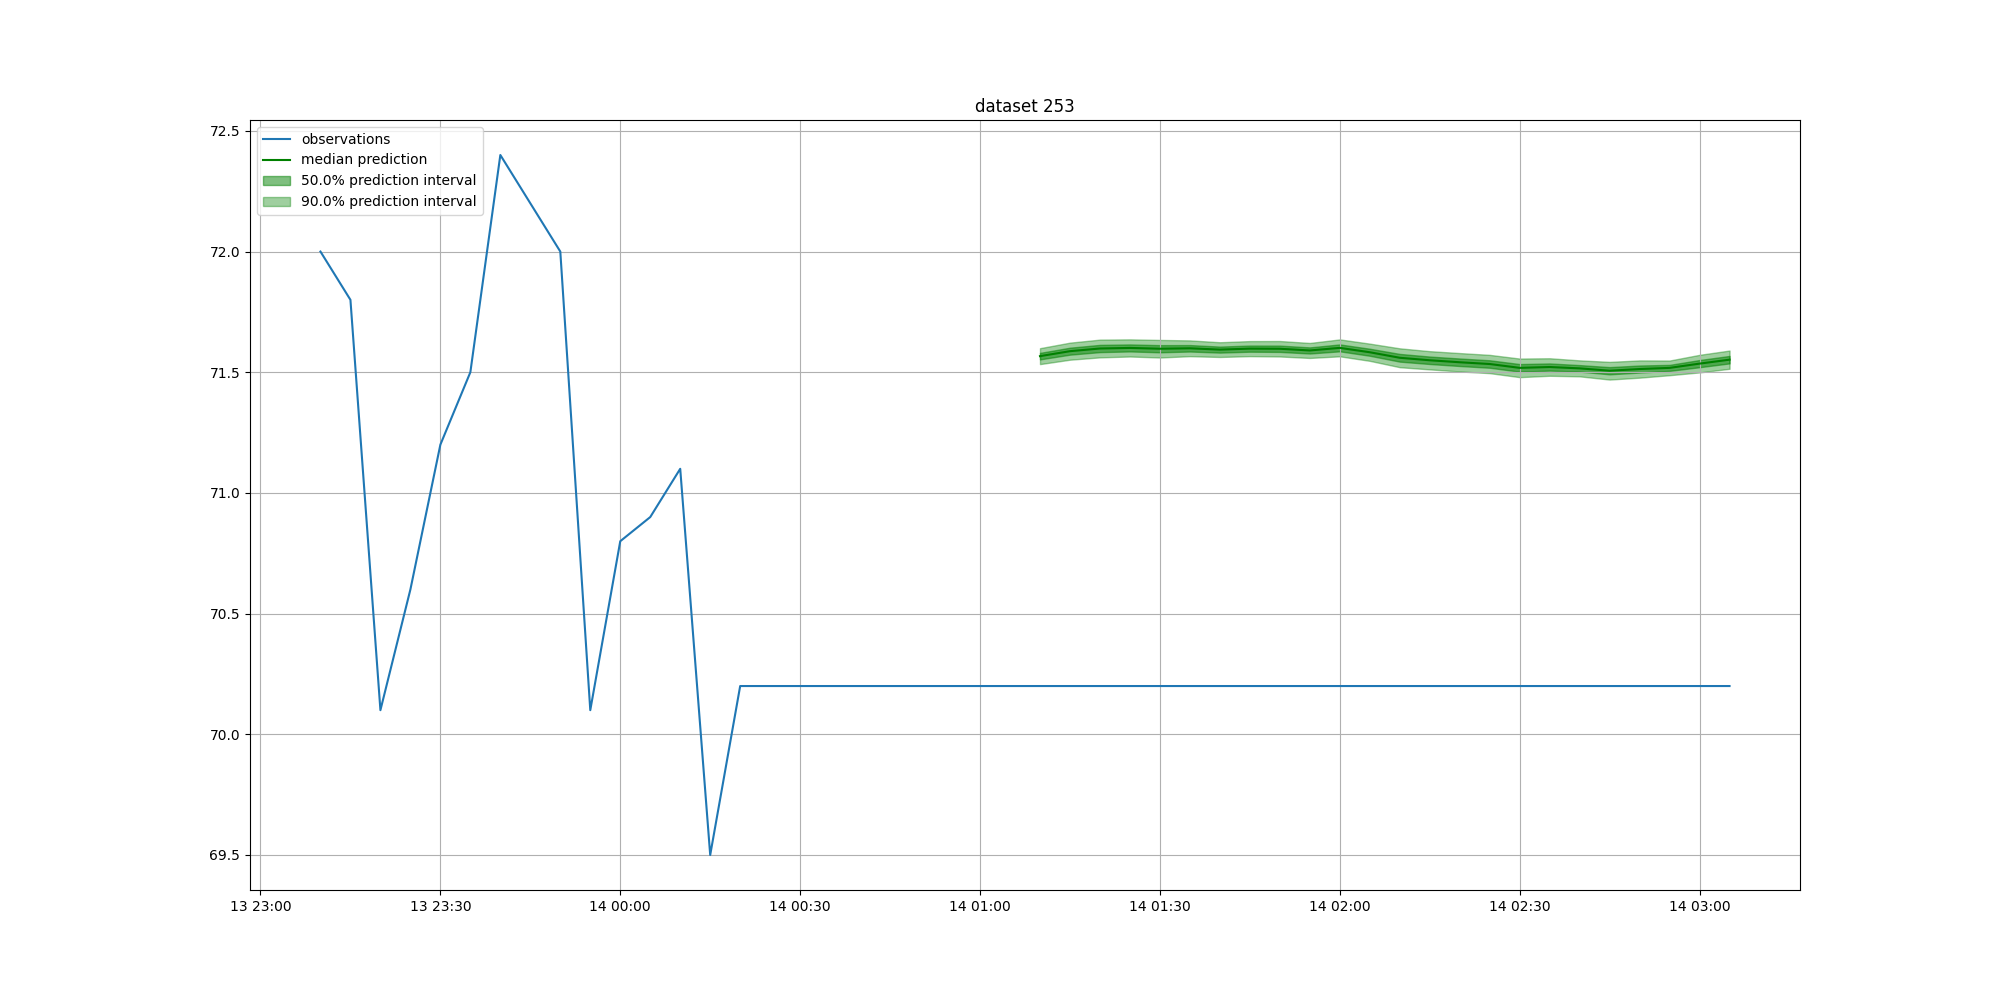 dataset 253
observations
median prediction
50.0% prediction interval
90.0% prediction interval
72.5
72.0
71.5
71.0
70.5
70.0
69.5
13 23:00 13 23:30 14 00:00 14 00:30 14 01:00 14 01:30 14 02:00 14 02:30 14 03:00